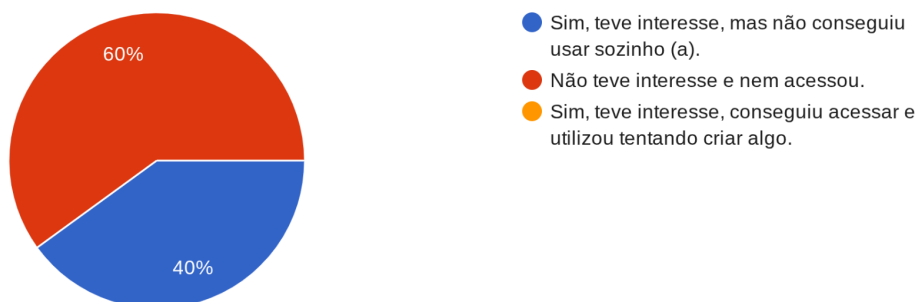 60%
40%
Sim, teve interesse, mas não conseguiu
usar sozinho (a).
Não teve interesse e nem acessou.
Sim, teve interesse, conseguiu acessar e
utilizou tentando criar algo.